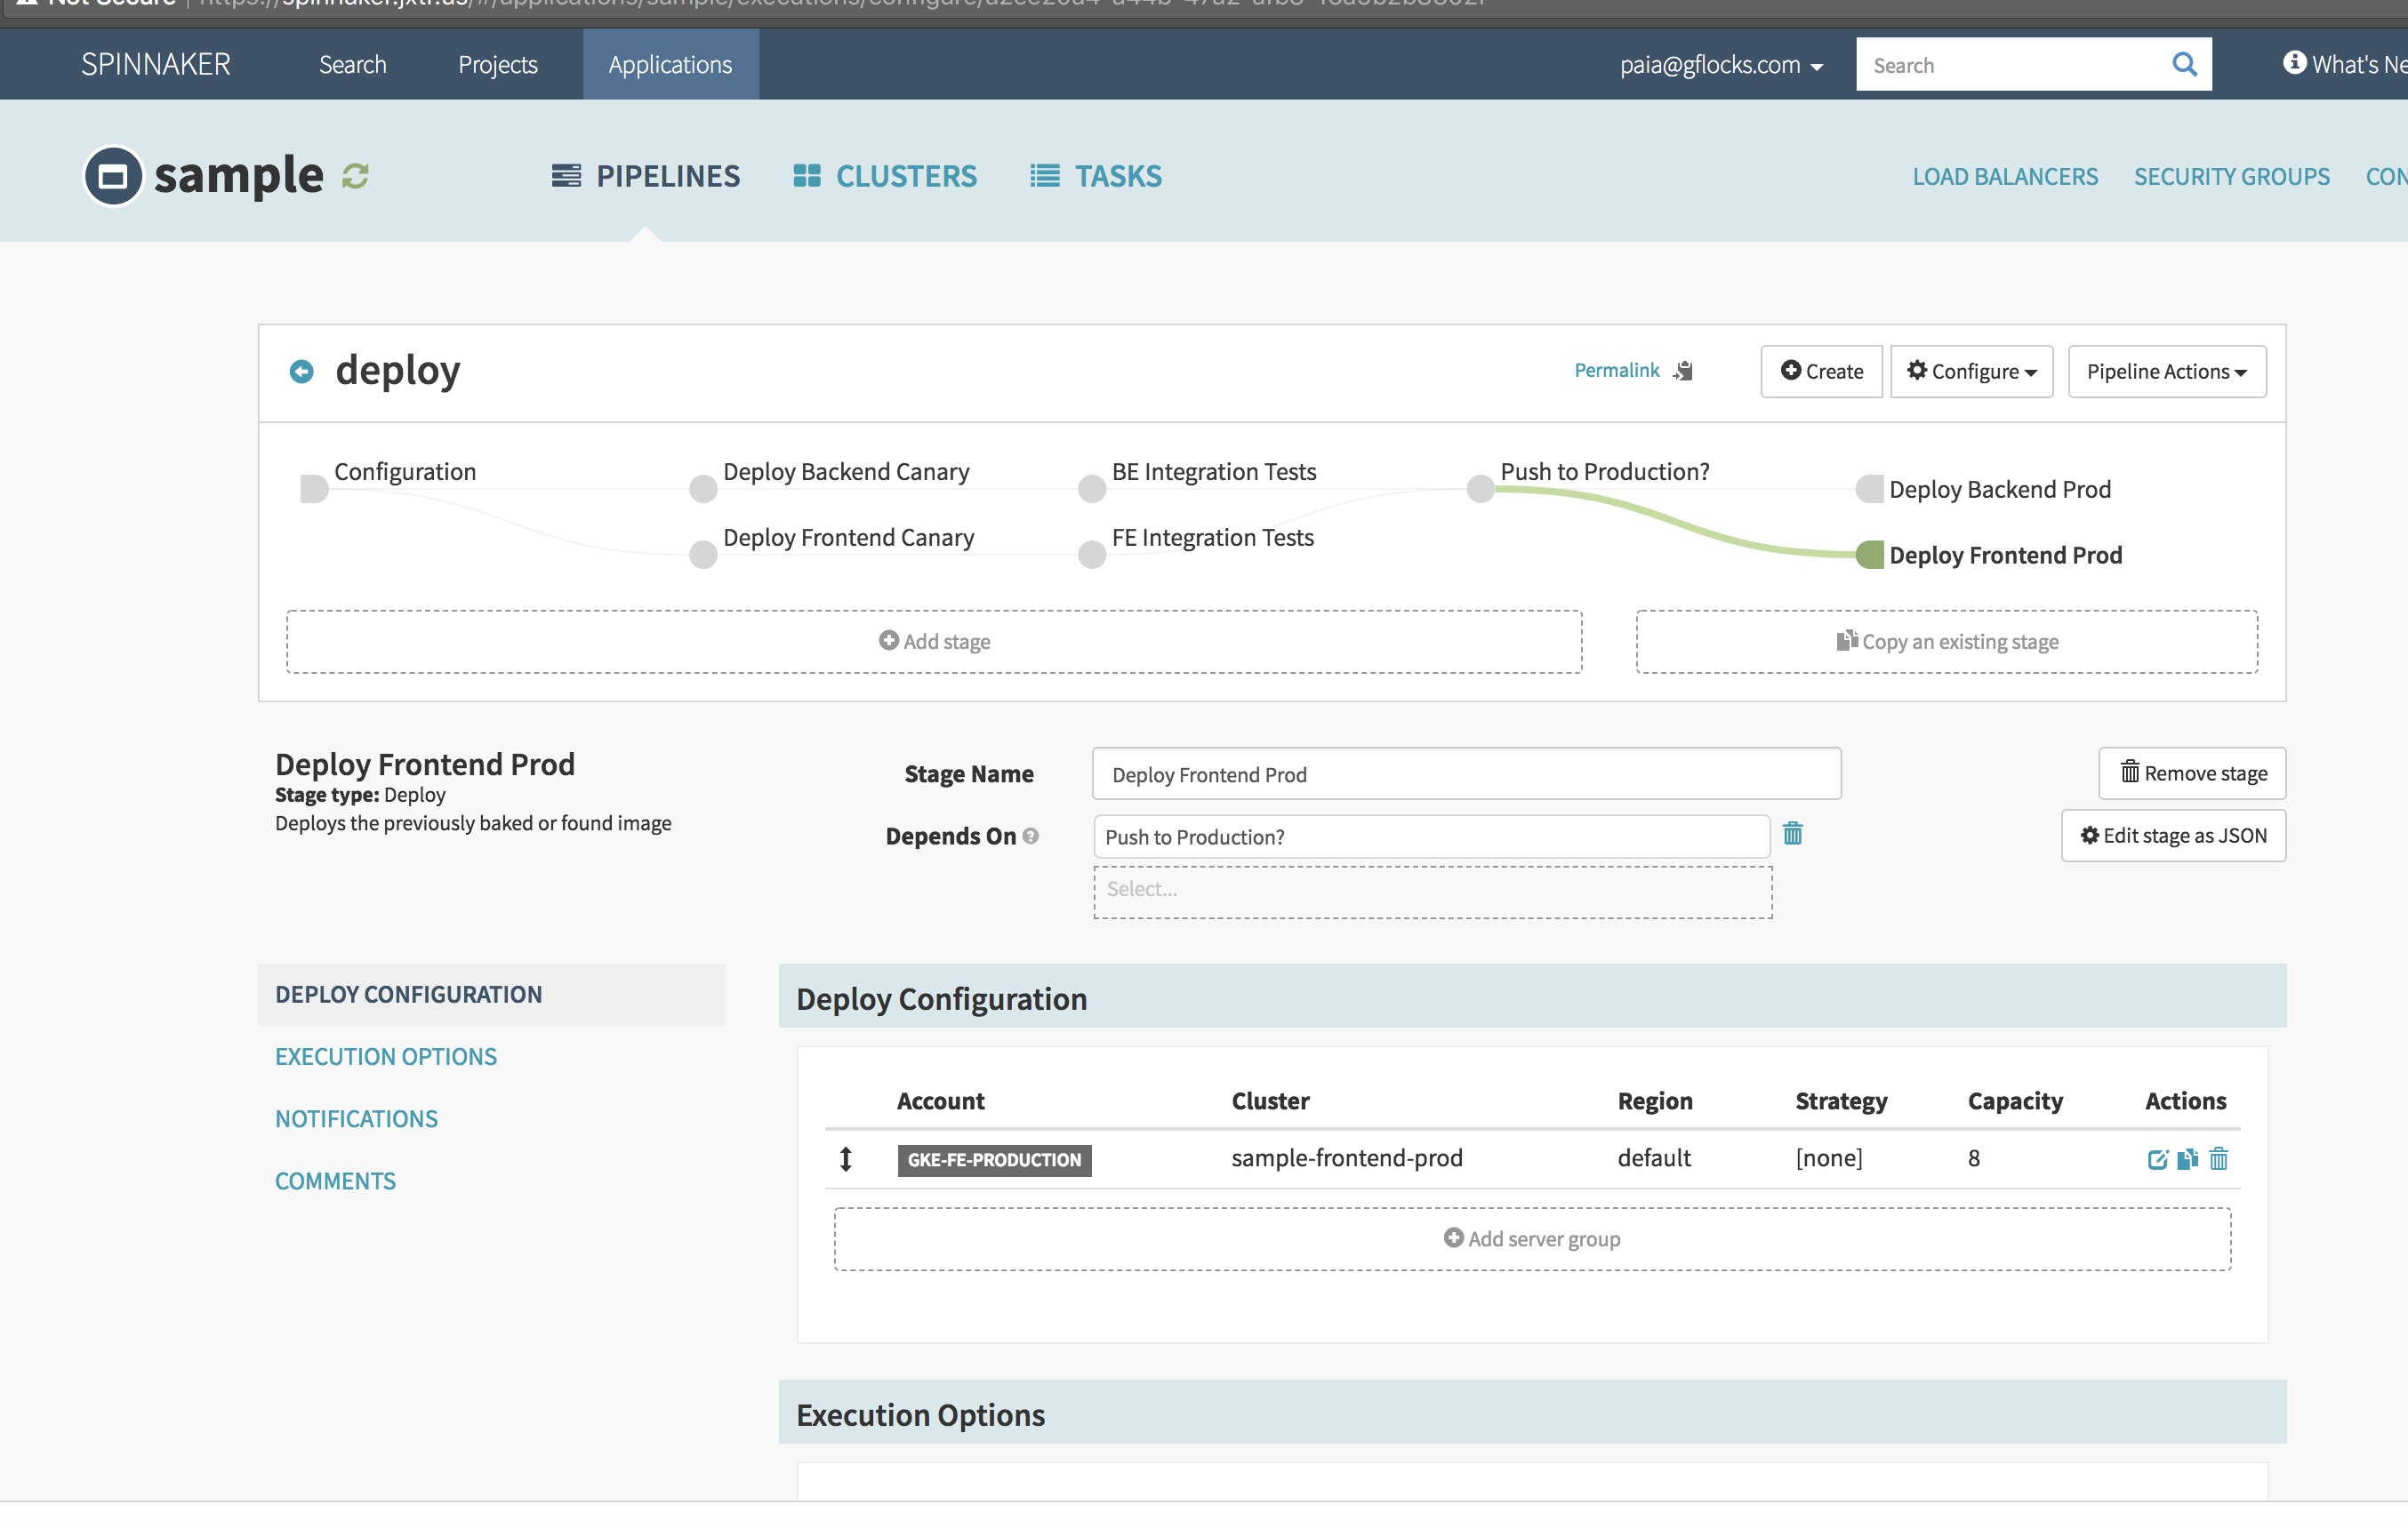 Not Secure
SPINNAKER Search Projects Applications paia@gflocks.com Search What's Ne
sample PIPELINES CLUSTERS TASKS LOAD BALANCERS SECURITY GROUPS CON
deploy Permalink Create Configure Pipeline Actions
Configuration Deploy Backend Canary BE Integration Tests Push to Production? Deploy Backend Prod
Deploy Frontend Canary FE Integration Tests Deploy Frontend Prod
Add stage Copy an existing stage
Deploy Frontend Prod
Stage type: Deploy
Deploys the previously baked or found image
Stage Name Deploy Frontend Prod Remove stage
Depends On Push to Production? Edit stage as JSON
Select...
DEPLOY CONFIGURATION
EXECUTION OPTIONS
NOTIFICATIONS
COMMENTS
Deploy Configuration
Account Cluster Region Strategy Capacity Actions
GKE-FE-PRODUCTION sample-frontend-prod default [none] 8
Add server group
Execution Options